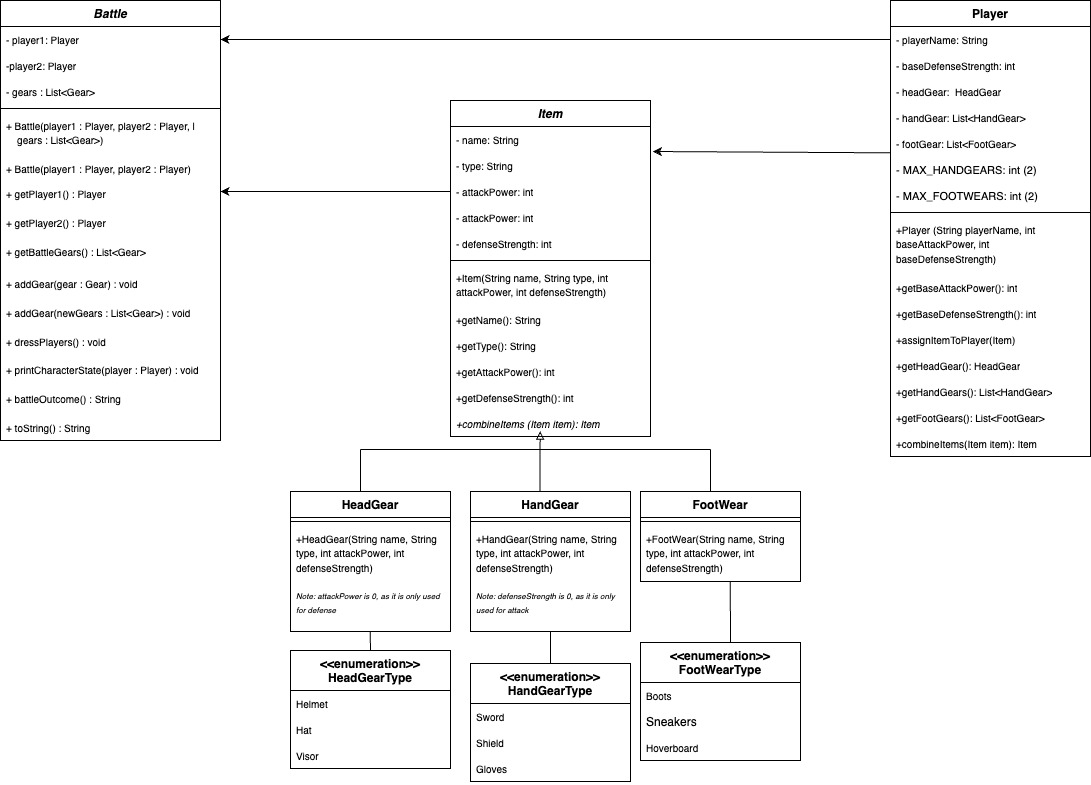 Battle
- player1: Player
-player2: Player
- gears : List<Gear>
+ Battle(player1 : Player, player2 : Player, l
gears : List<Gear>)
+ Battle(player1 : Player, player2 : Player)
+ getPlayer1() : Player
+ getPlayer2() : Player
+ getBattleGears() : List<Gear>
+ addGear(gear : Gear) : void
+ addGear(newGears : List<Gear>) : void
+ dressPlayers() : void
+ printCharacterState(player : Player) : void
+ battleOutcome() : String
+ toString() : String
Item
- name: String
- type: String
- attackPower: int
- attackPower: int
- defenseStrength: int
+Item(String name, String type, int
attackPower, int defenseStrength)
+getName(): String
+getType(): String
+getAttackPower(): int
+getDefenseStrength(): int
+combineItems (Item item): Item
Player
- playerName: String
- baseDefenseStrength: int
- headGear:  HeadGear
- handGear: List<HandGear>
- footGear: List<FootGear>
- MAX_HANDGEARS: int (2)
- MAX_FOOTWEARS: int (2)
+Player (String playerName, int
baseAttackPower, int
baseDefenseStrength)
+getBaseAttackPower(): int
+getBaseDefenseStrength(): int
+assignItemToPlayer(Item)
+getHeadGear(): HeadGear
+getHandGears(): List<HandGear>
+getFootGears(): List<FootGear>
+combineItems(Item item): Item
HeadGear
+HeadGear(String name, String
type, int attackPower, int
defenseStrength)
Note: attackPower is 0, as it is only used
for defense
HandGear
+HandGear(String name, String
type, int attackPower, int
defenseStrength)
Note: defenseStrength is 0, as it is only
used for attack
FootWear
+FootWear(String name, String
type, int attackPower, int
defenseStrength)
<<enumeration>>
HeadGearType
Helmet
Hat
Visor
<<enumeration>>
HandGearType
Sword
Shield
Gloves
<<enumeration>>
FootWearType
Boots
Sneakers
Hoverboard